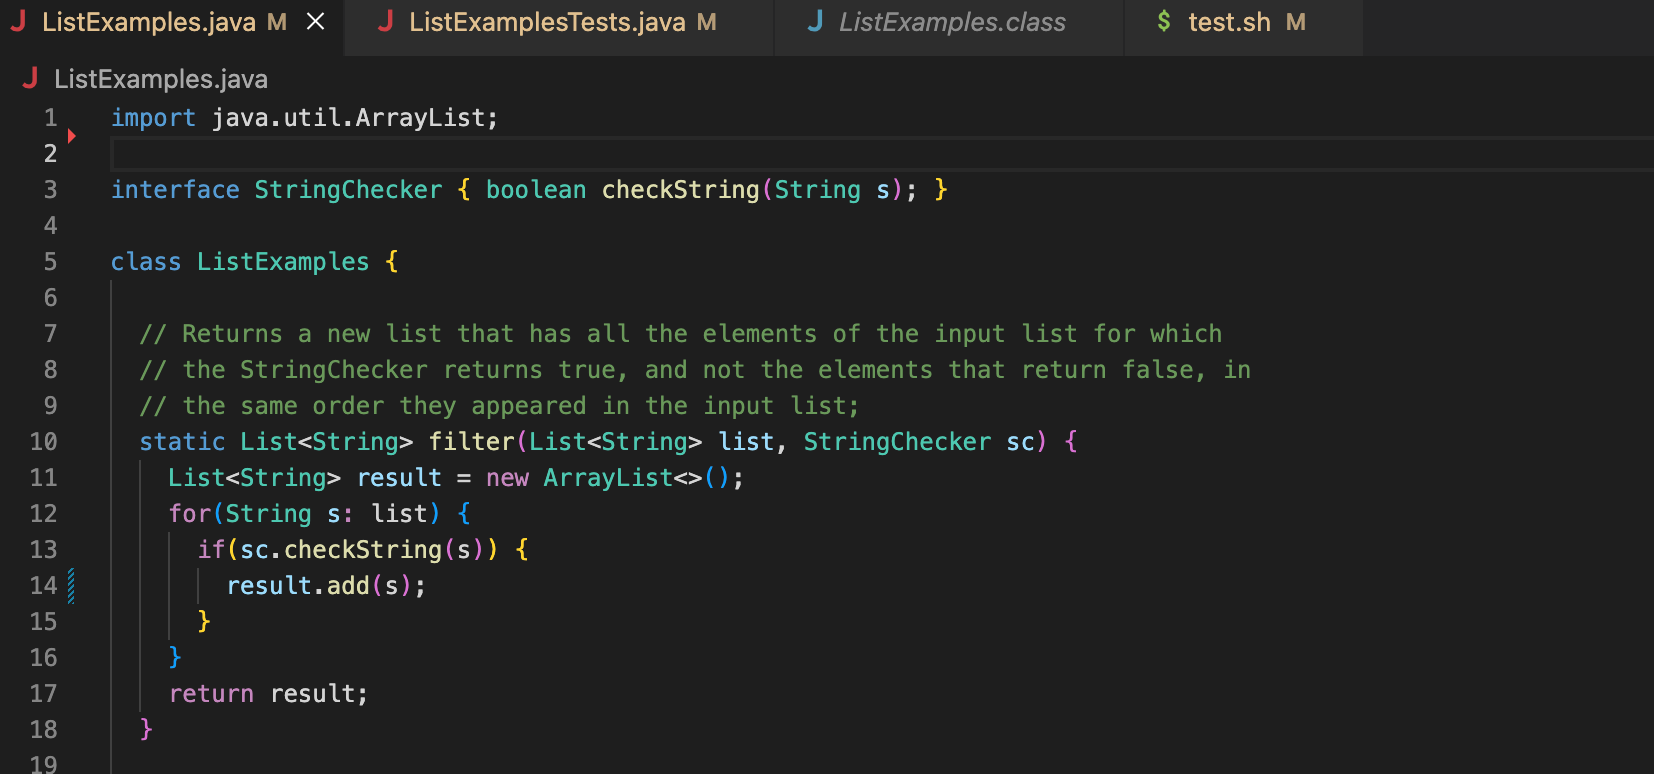 ListExamples.java M ListExamplesTests.java M ListExamples.class $ test.sh M
ListExamples.java
1 import java.util.ArrayList;
2
3 interface StringChecker { boolean checkString(String s); }
4
5 class ListExamples {
6
7 // Returns a new list that has all the elements of the input list for which
8 // the StringChecker returns true, and not the elements that return false, in
9 // the same order they appeared in the input list;
10 static List<String> filter(List<String> list, StringChecker sc) {
11 List<String> result = new ArrayList<>();
12 for(String s: list) {
13 if(sc.checkString(s)) {
14 result.add(s);
15 }
16 }
17 return result;
18 }
19